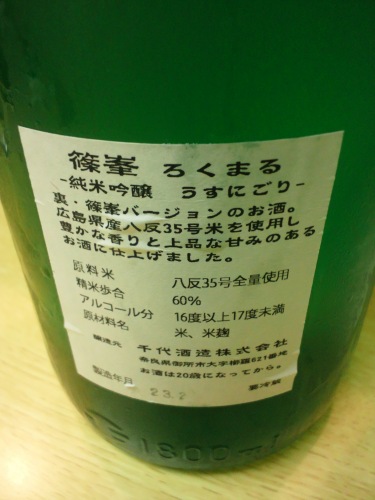 篠峯 ろくまる
-純米吟醸 うすにごり-
裏・篠峯バージョンのお酒。
広島県産八反35号米を使用し
豊かな香りと上品な甘みのある
お酒に仕上げました。
原料米 八反35号全量使用
精米歩合 60%
アルコール分 16度以上17度未満
原材料名 米、米麹
醸造元 千代酒造株式会社
奈良県御所市大字櫛羅621番地
お酒は20歳になってから。
製造年月 23.2 要冷蔵
1800ml